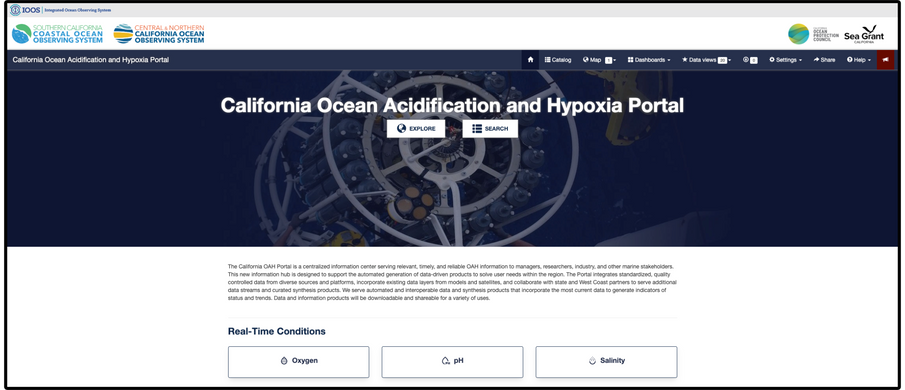 IOOS | Integrated Ocean Observing System
SOUTHERN CALIFORNIA
COASTAL OCEAN
OBSERVING SYSTEM
CENTRAL & NORTHERN
CALIFORNIA OCEAN
OBSERVING SYSTEM
OCEAN
PROTECTION
COUNCIL
Sea Grant
CALIFORNIA
California Ocean Acidification and Hypoxia Portal
Catalog
Map 1
Dashboards
Data views 20
0
Settings
Share
Help
California Ocean Acidification and Hypoxia Portal
EXPLORE
SEARCH
The California OAH Portal is a centralized information center serving relevant, timely, and reliable OAH information to managers, researchers, industry, and other marine stakeholders.
This new information hub is designed to support the automated generation of data-driven products to solve user needs within the region. The Portal integrates standardized, quality
controlled data from diverse sources and platforms, incorporate existing data layers from models and satellites, and collaborate with state and West Coast partners to serve additional
data streams and curated synthesis products. We serve automated and interoperable data and synthesis products that incorporate the most current data to generate indicators of
status and trends. Data and information products will be downloadable and shareable for a variety of uses.
Real-Time Conditions
Oxygen
pH
Salinity